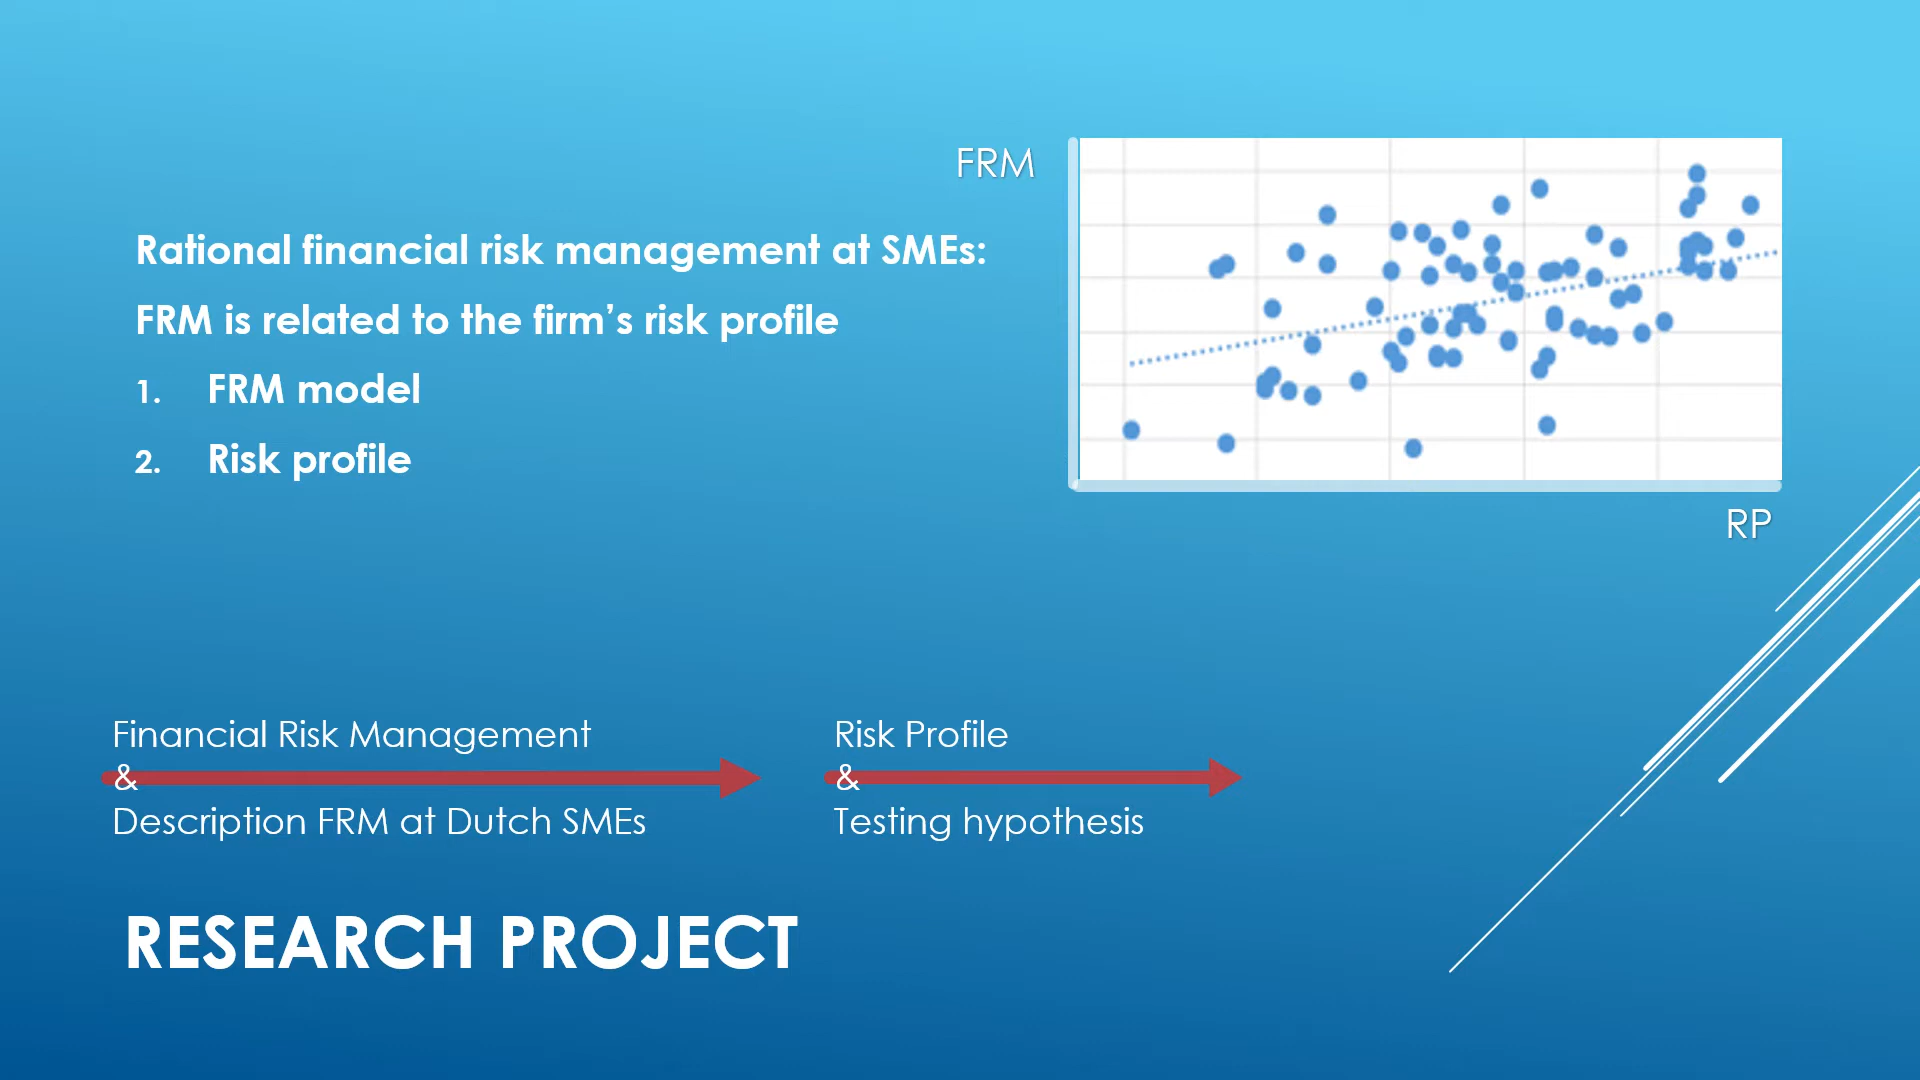 FRM
Rational financial risk management at SMEs:
FRM is related to the firm’s risk profile
1. FRM model
2. Risk profile
RP
Financial Risk Management
&
Description FRM at Dutch SMEs
Risk Profile
&
Testing hypothesis
RESEARCH PROJECT